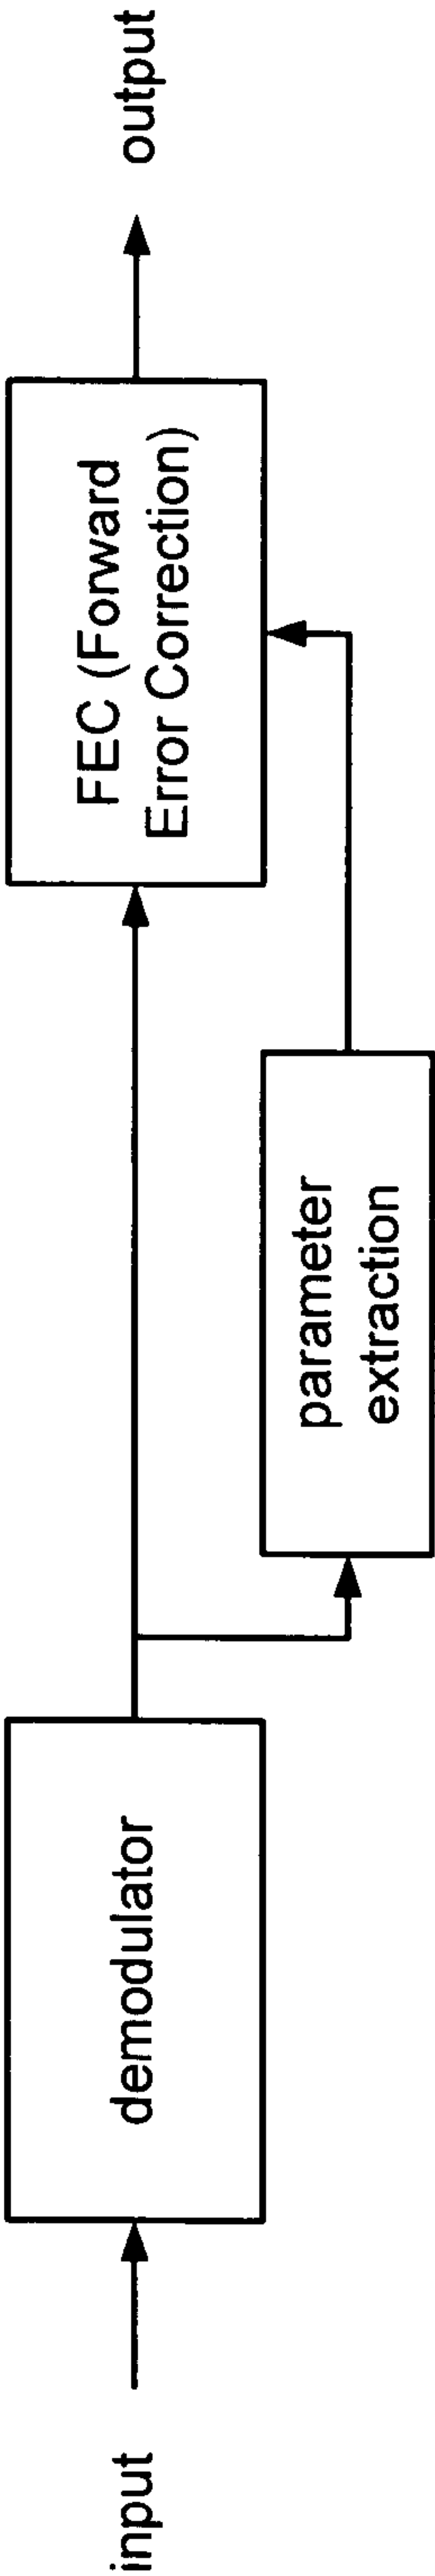 input
demodulator
parameter
extraction
FEC (Forward
Error Correction)
output